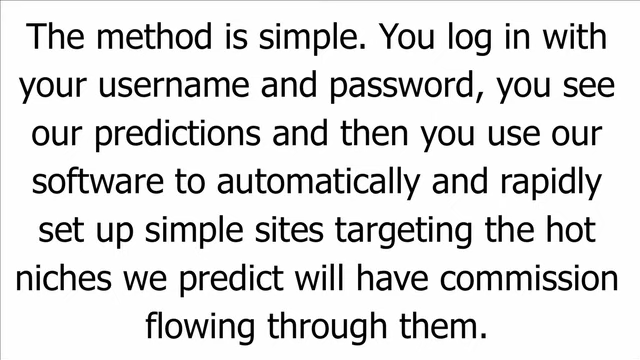 The method is simple. You log in with
your username and password, you see
our predictions and then you use our
software to automatically and rapidly
set up simple sites targeting the hot
niches we predict will have commission
flowing through them.